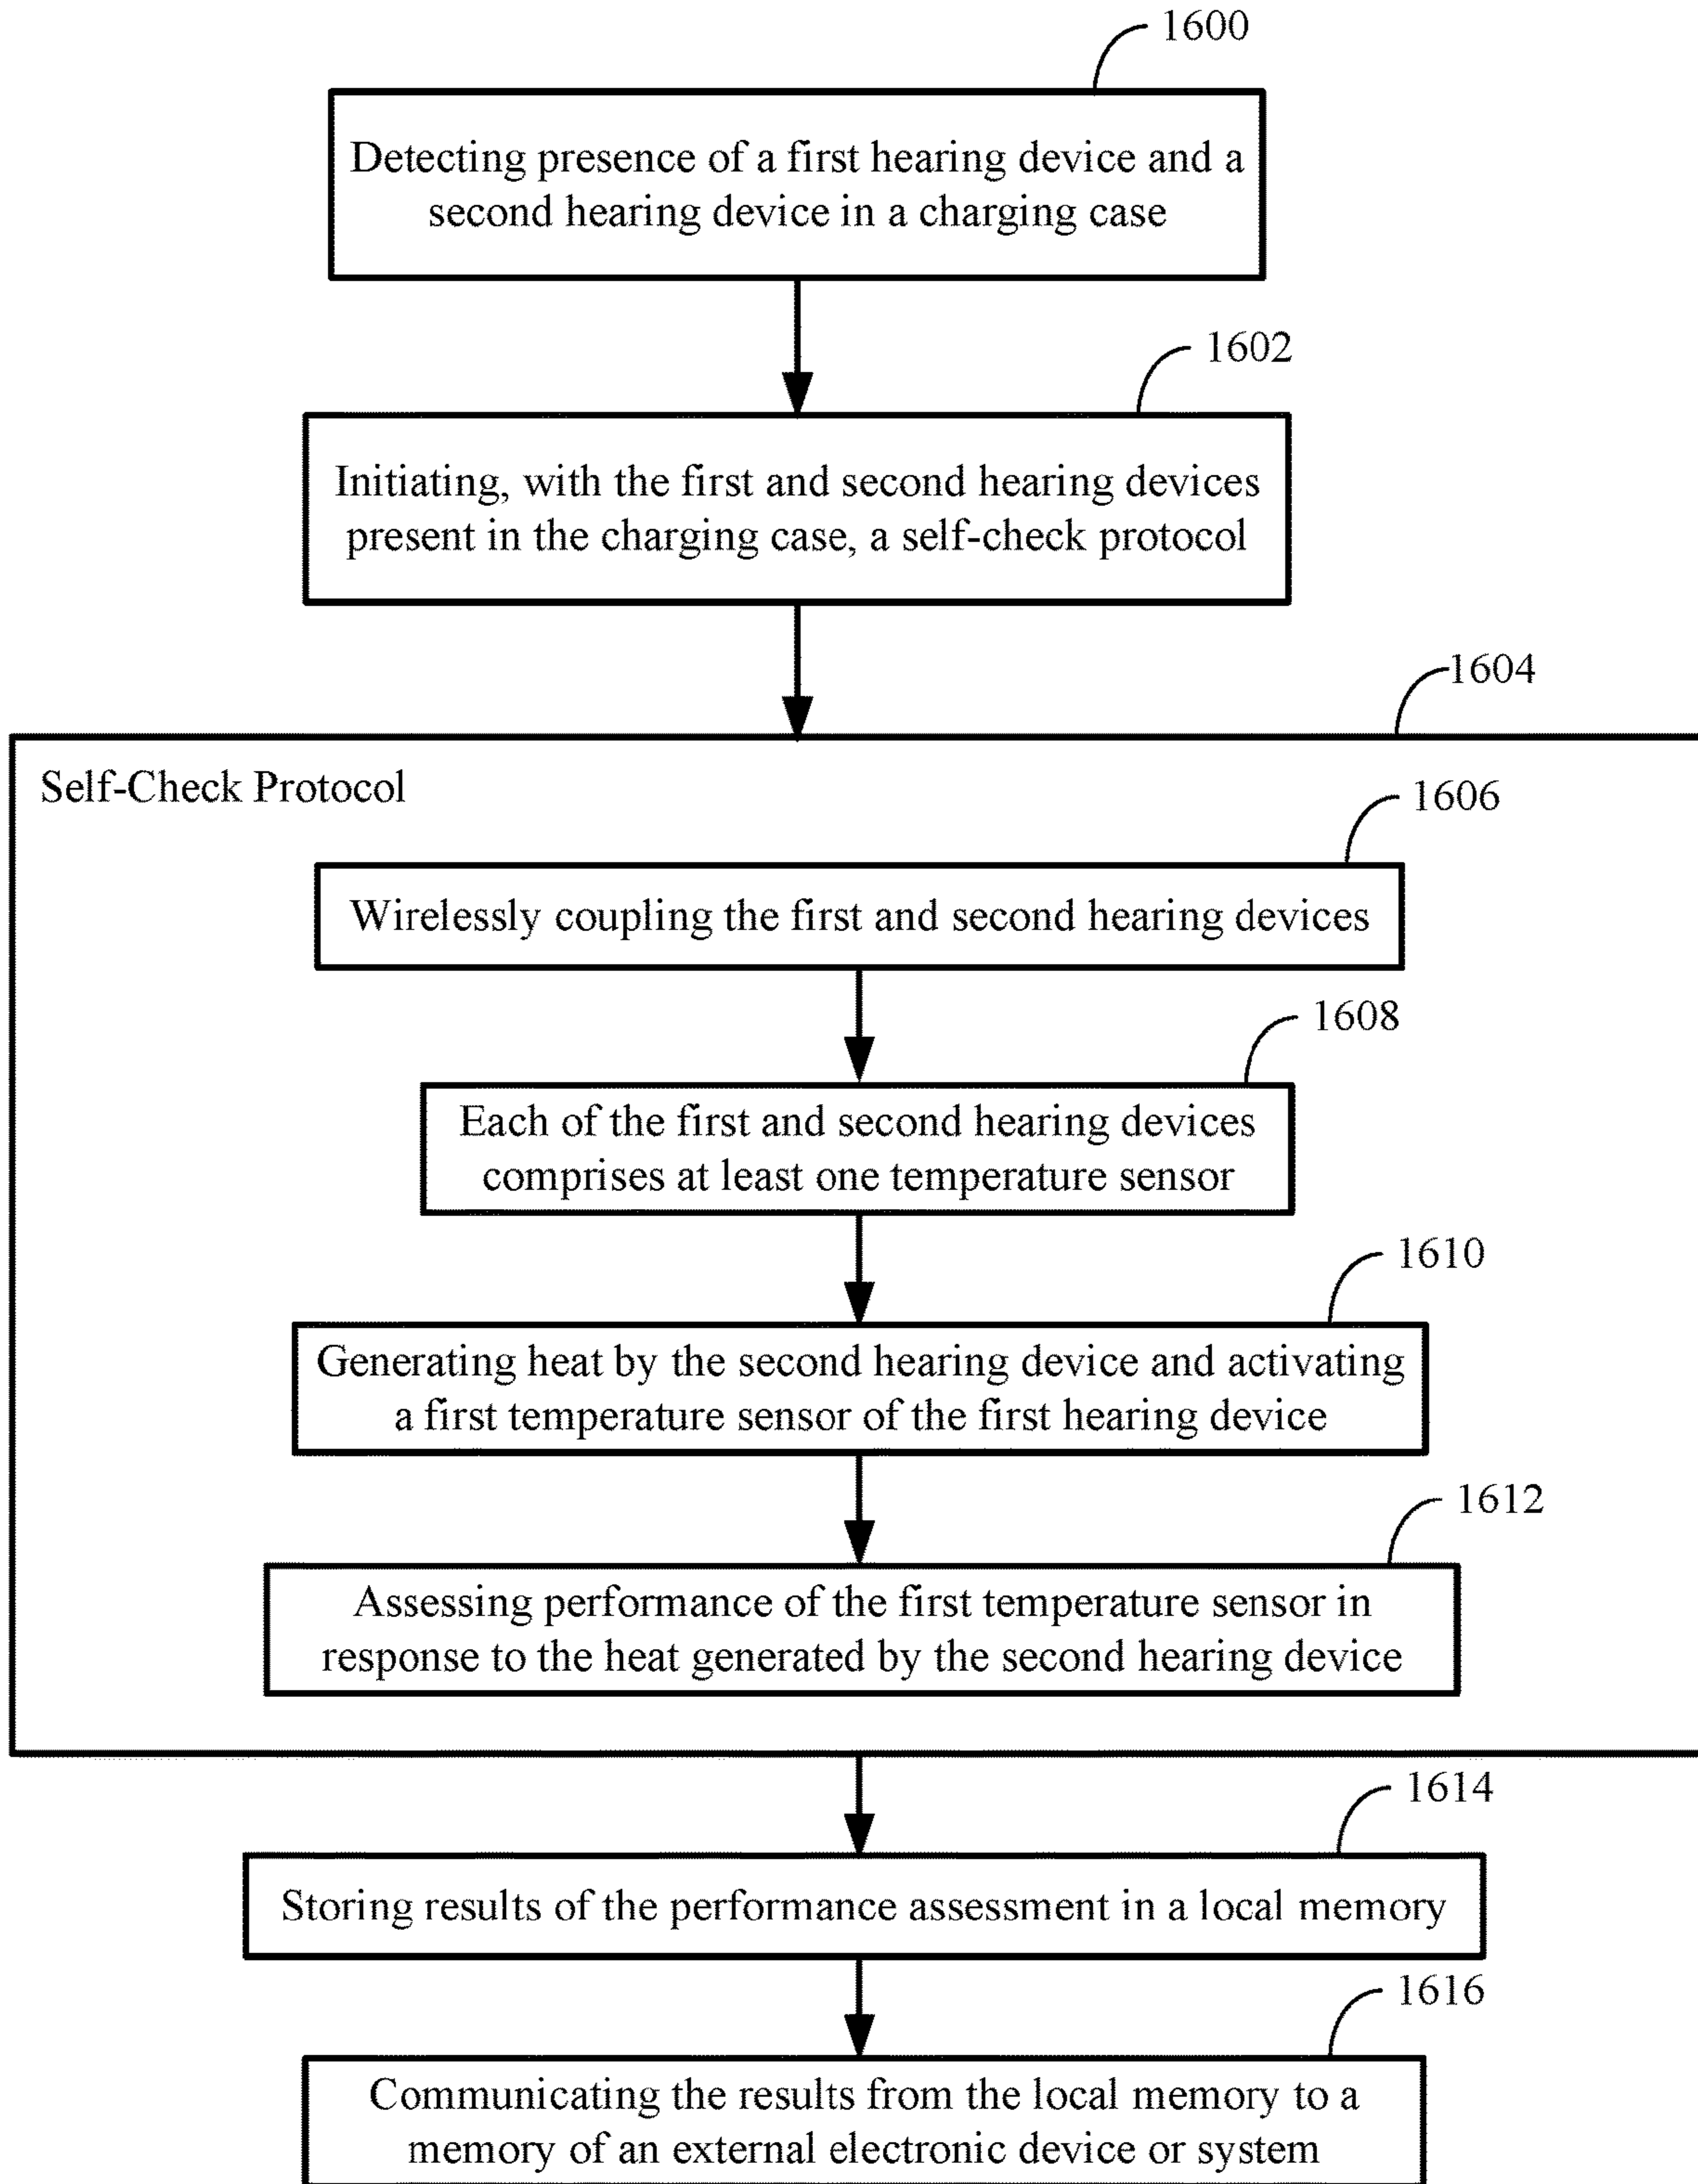 1600
Detecting presence of a first hearing device and a
second hearing device in a charging case
1602
Initiating, with the first and second hearing devices
present in the charging case, a self-check protocol
1604
Self-Check Protocol
1606
Wirelessly coupling the first and second hearing devices
1608
Each of the first and second hearing devices
comprises at least one temperature sensor
1610
Generating heat by the second hearing device and activating
a first temperature sensor of the first hearing device
1612
Assessing performance of the first temperature sensor in
response to the heat generated by the second hearing device
1614
Storing results of the performance assessment in a local memory
1616
Communicating the results from the local memory to a
memory of an external electronic device or system